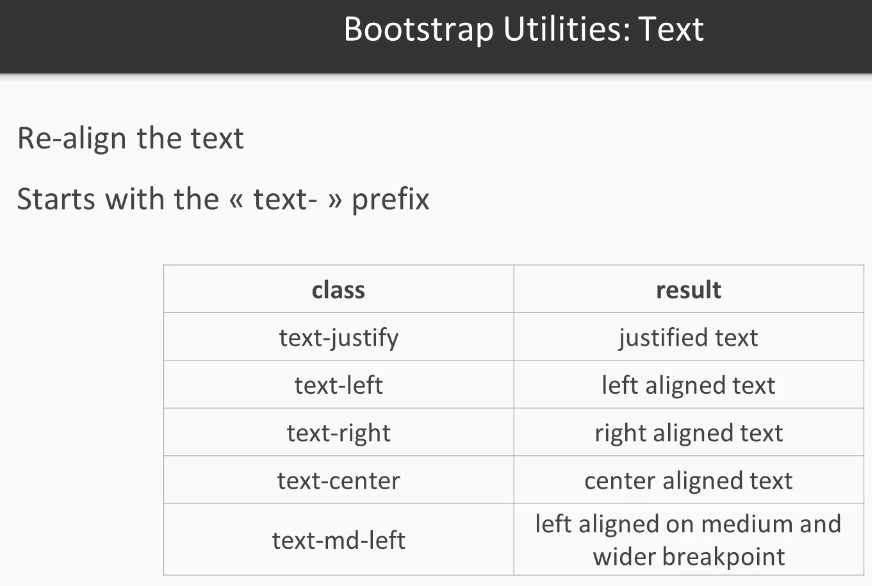 Bootstrap Utilities: Text
Re-align the text
Starts with the « text- » prefix
class result
text-justify justified text
text-left left aligned text
text-right right aligned text
text-center center aligned text
text-md-left left aligned on medium and
wider breakpoint